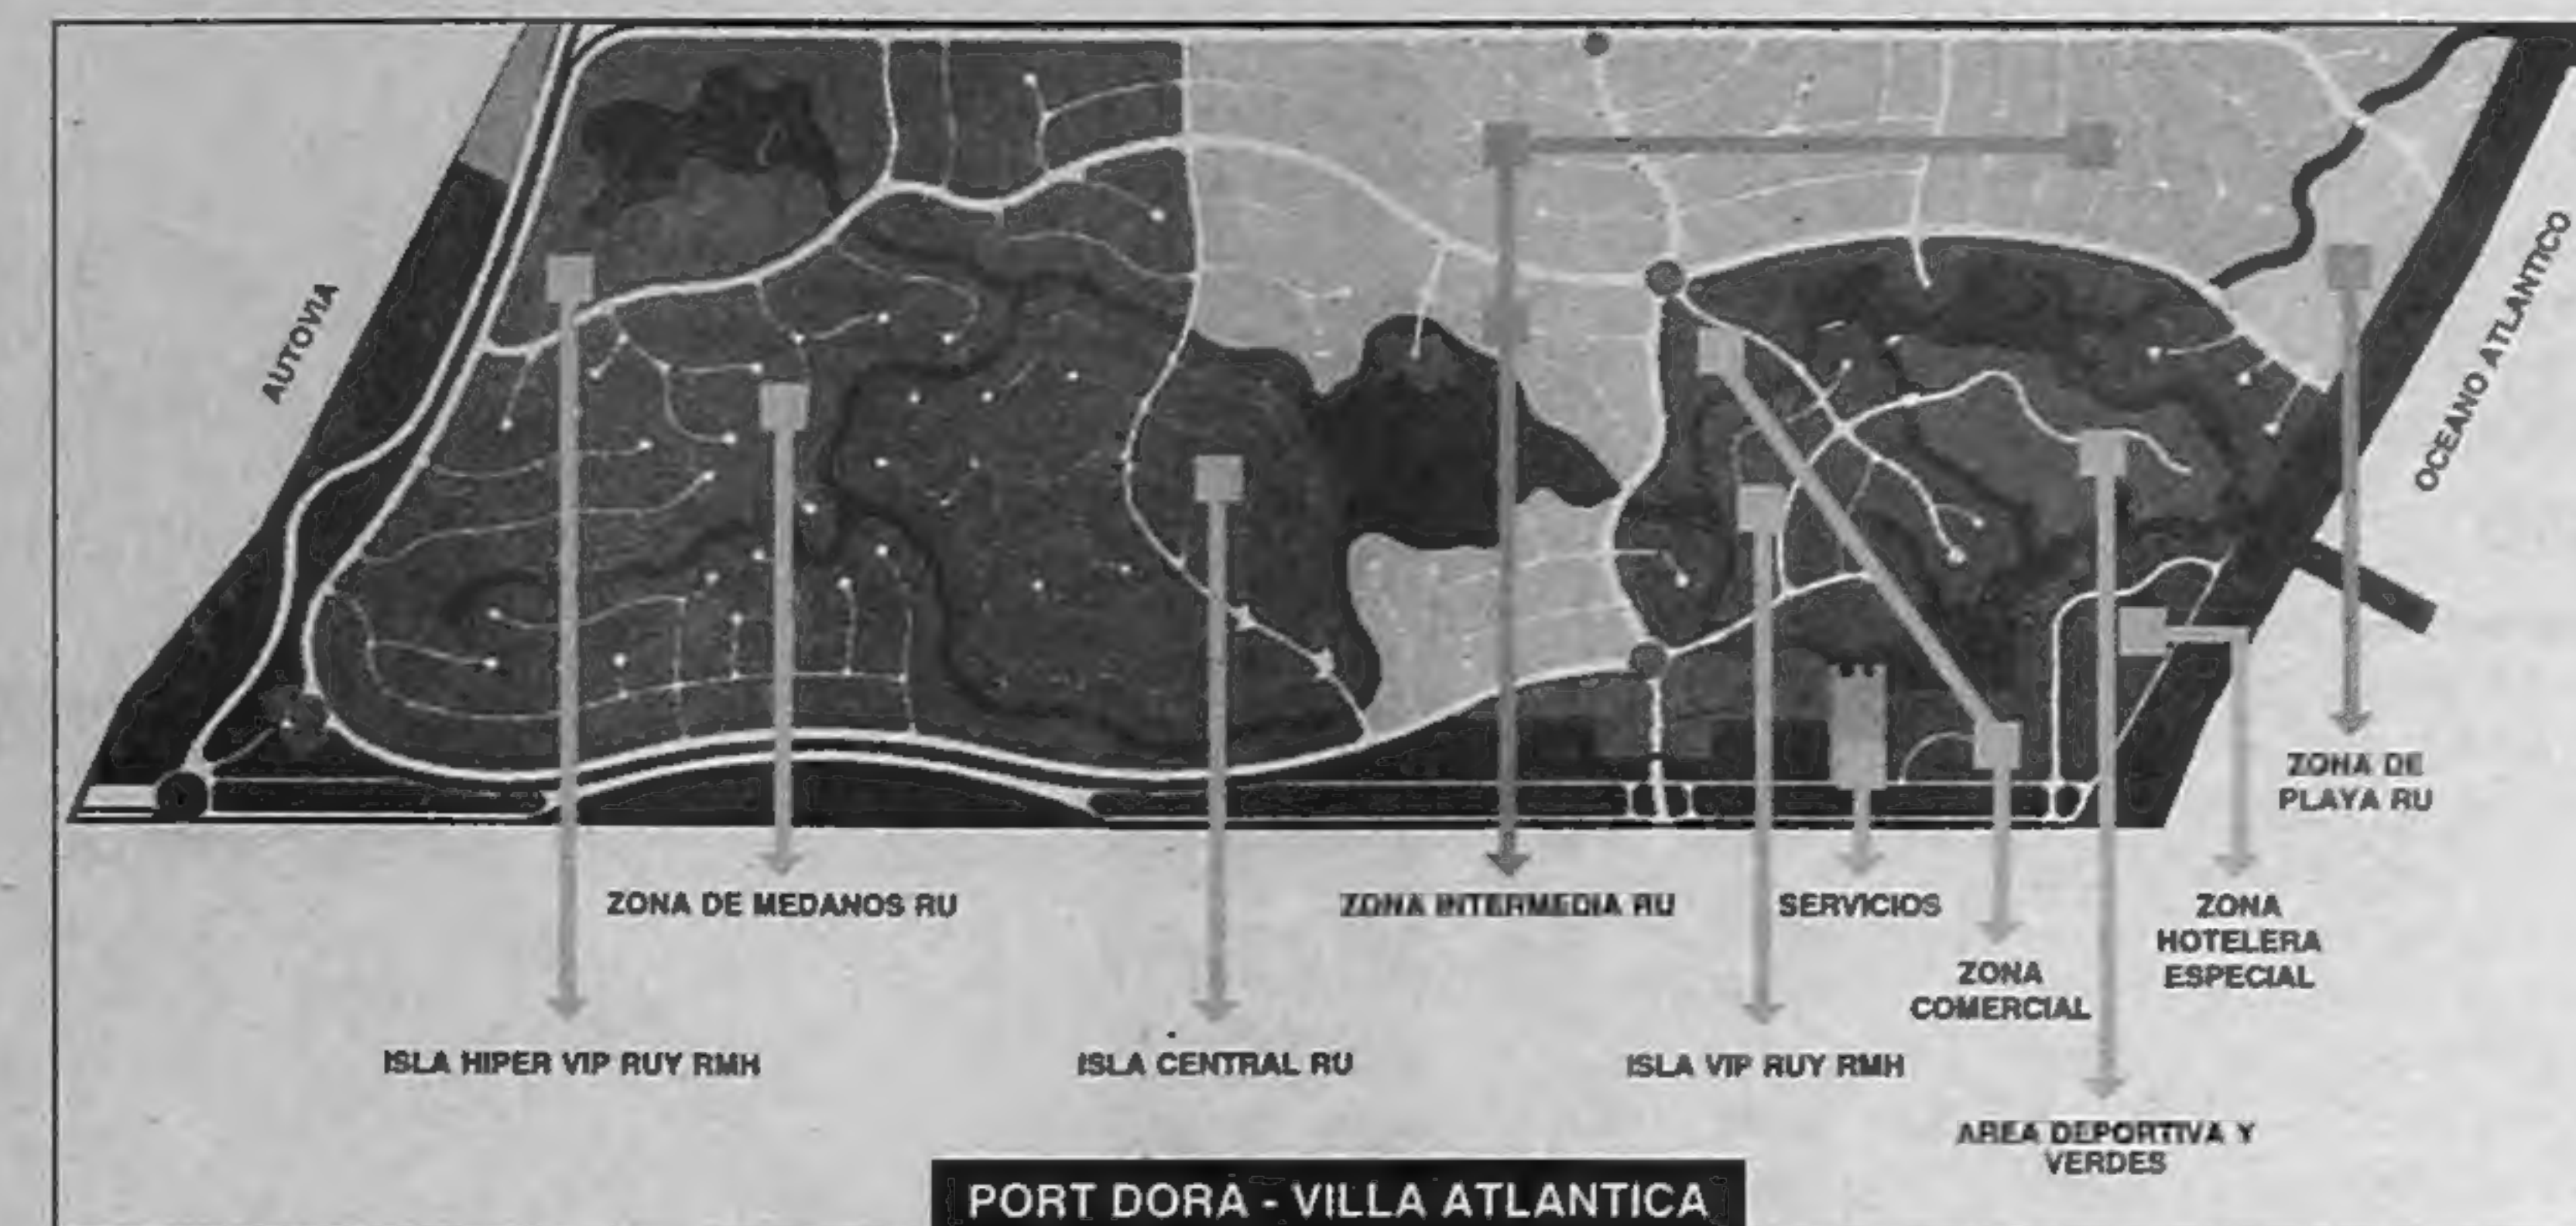 AUTOVIA
OCEANO ATLANTICO
ZONA DE
PLAYA RU
ZONA DE MEDANOS RU
ZONA INTERMEDIA RU
SERVICIOS
ZONA
HOTELERA
ESPECIAL
ZONA
COMERCIAL
ISLA HIPER VIP RUY RMH
ISLA CENTRAL RU
ISLA VIP RUY RMH
AREA DEPORTIVA Y
VERDES
PORT DORA - VILLA ATLANTICA